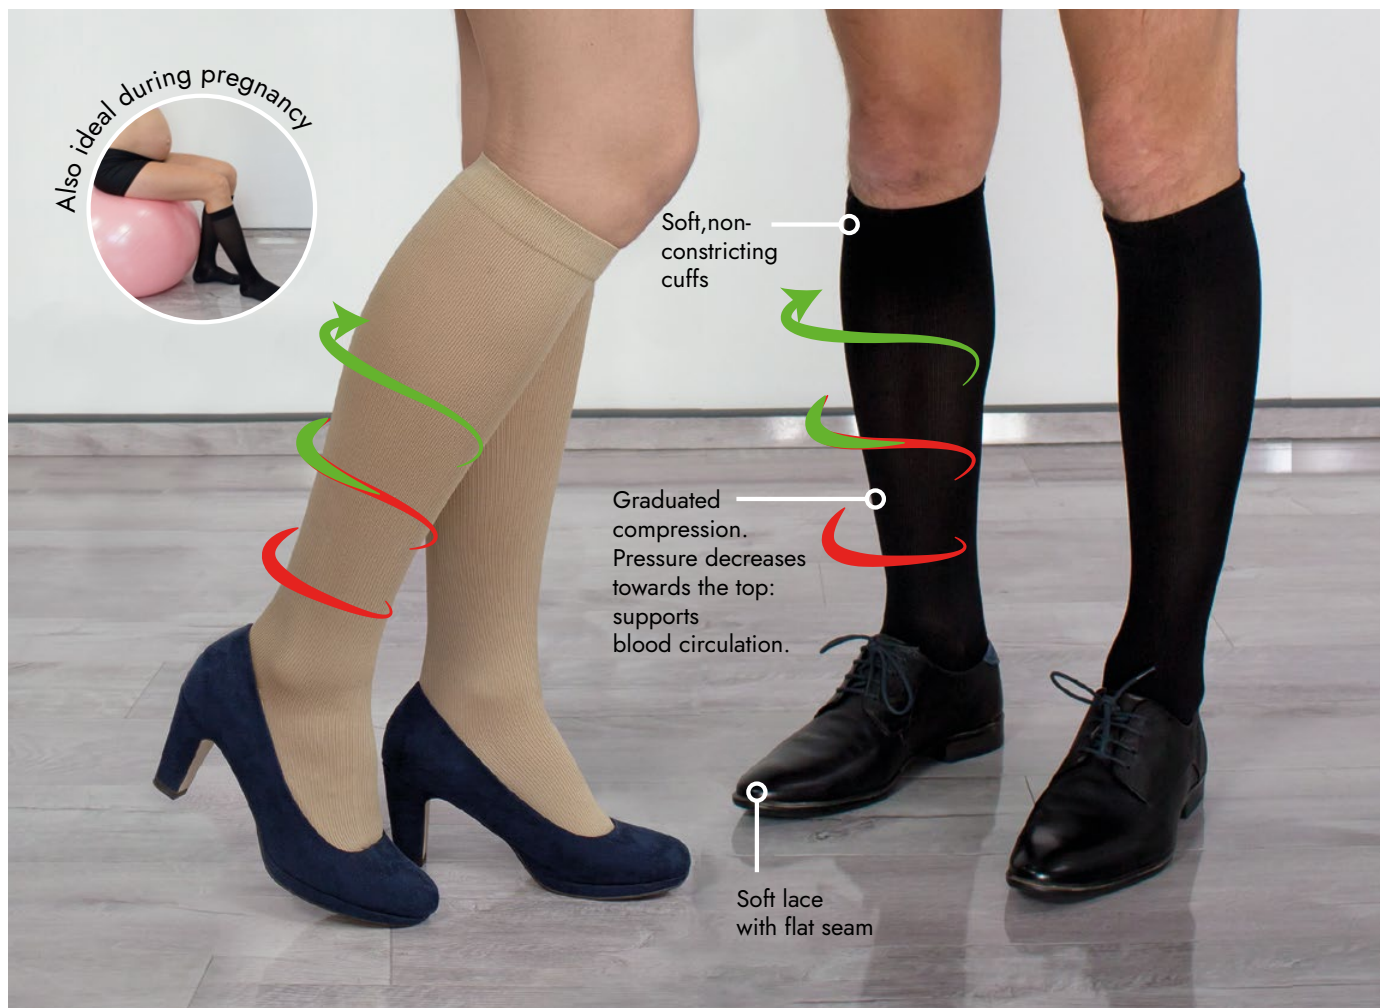 Also ideal during pregnancy
Soft,non-
constricting
cuffs
Graduated
compression.
Pressure decreases
towards the top:
supports
blood circulation.
Soft lace
with flat seam